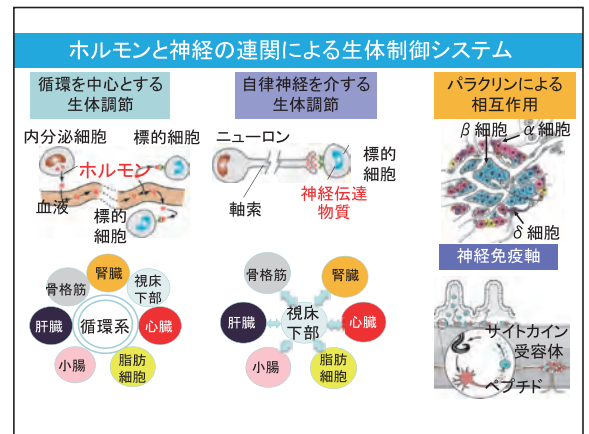 ホルモンと神経の連関による生体制御システム
循環を中心とする
生体調節
内分泌細胞
標的細胞
ホルモン
血液
標的
細胞
腎臓
骨格筋
視床
下部
肝臓
循環系
心臓
小腸
脂肪
細胞
自律神経を介する
生体調節
ニューロン
標的
細胞
軸索
神経伝達
物質
骨格筋
腎臓
肝臓
視床
下部
心臓
小腸
脂肪
細胞
パラクリンによる
相互作用
β細胞
α細胞
δ細胞
神経免疫軸
サイトカイン
受容体
ペプチド